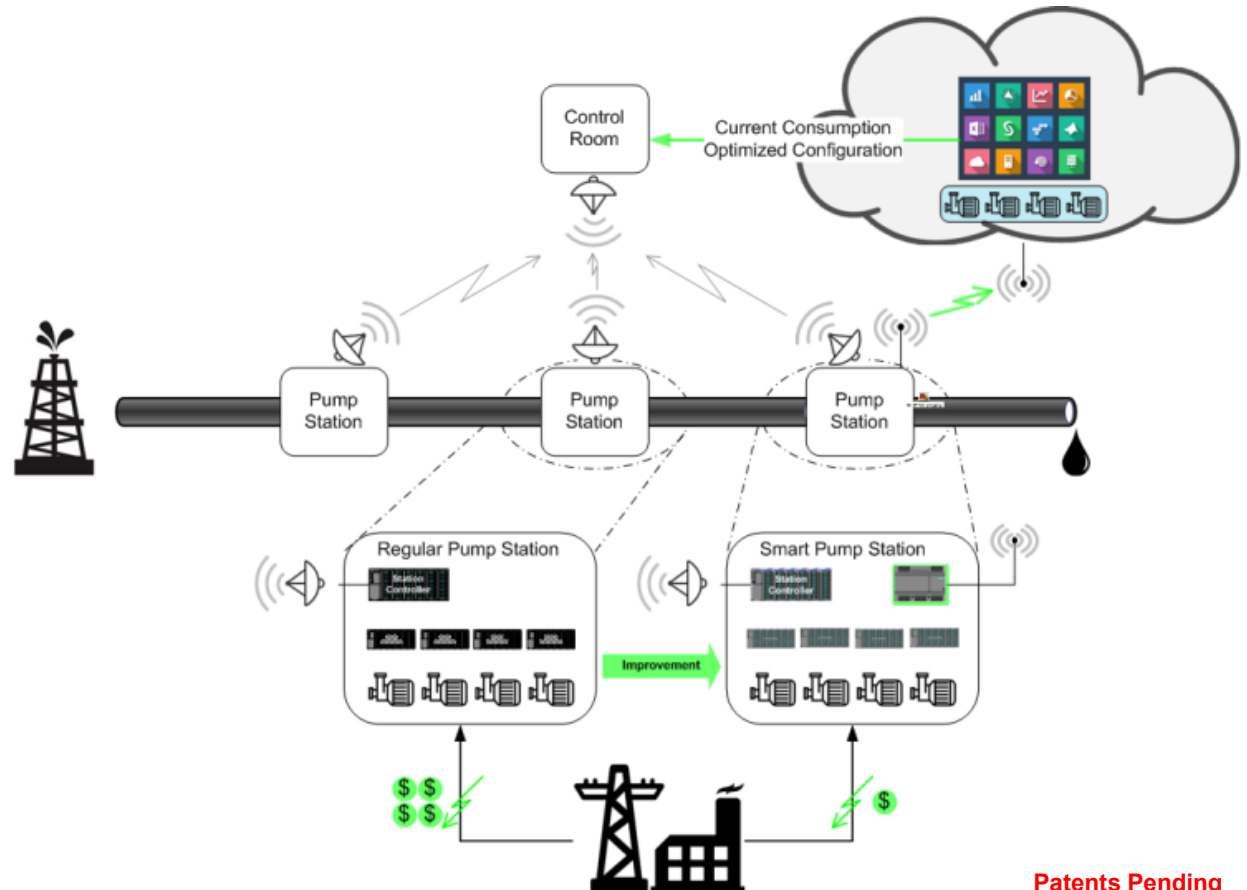 Control
Room
Current Consumption
Optimized Configuration
Pump
Station
Pump
Station
Pump
Station
Regular Pump Station
Station
Controller
Smart Pump Station
Station
Controller
Improvement
$ $
$ $
$
Patents Pending